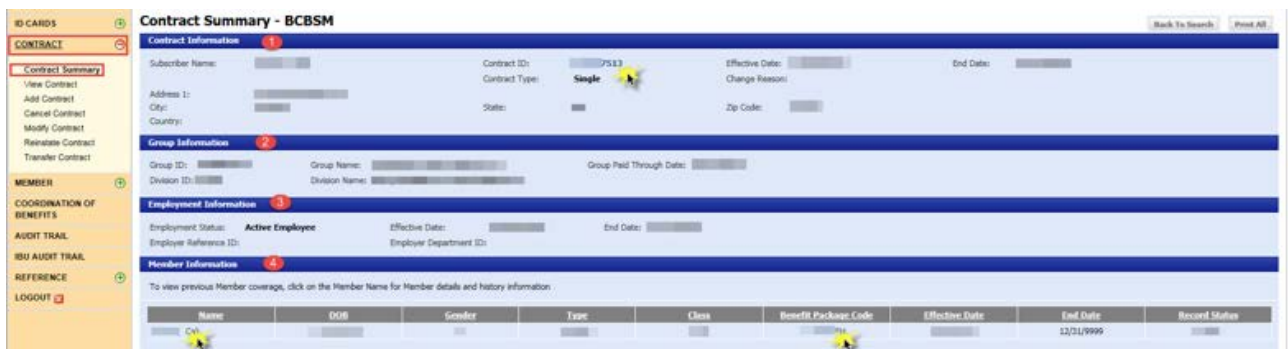 ID CARDS
CONTRACT
Contract Summary
View Contract
Add Contract
Cancel Contract
Modify Contract
Reinstate Contract
Transfer Contract
MEMBER
COORDINATION OF
BENEFITS
AUDIT TRAIL
IBU AUDIT TRAIL
REFERENCE
LOGOUT
Contract Summary - BCBSM
Back To Search Print All
Contract Information 1
Subscriber Name: Contract ID: 7513 Effective Date: End Date:
Contract Type: Single Change Reason:
Address 1:
City: State: Zip Code:
Country:
Group Information 2
Group ID: Group Name: Group Paid Through Date:
Division ID: Division Name:
Employment Information 3
Employment Status: Active Employee Effective Date: End Date:
Employer Reference ID: Employer Department ID:
Member Information 4
To view previous Member coverage, click on the Member Name for Member details and history information
Name DOB Gender Type Class Benefit Package Code Effective Date End Date Record Status
12/31/9999